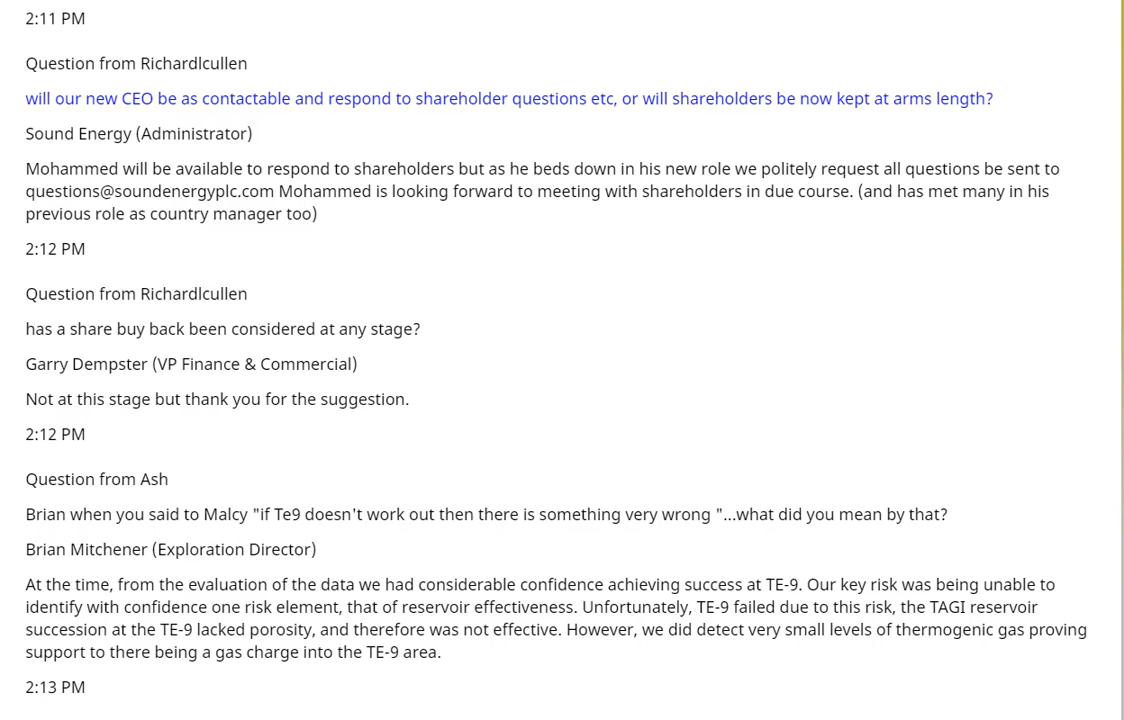 2:11 PM
Question from Richardlcullen
will our new CEO be as contactable and respond to shareholder questions etc, or will shareholders be now kept at arms length?
Sound Energy (Administrator)
Mohammed will be available to respond to shareholders but as he beds down in his new role we politely request all questions be sent to
questions@soundenergyplc.com Mohammed is looking forward to meeting with shareholders in due course. (and has met many in his
previous role as country manager too)
2:12 PM
Question from Richardlcullen
has a share buy back been considered at any stage?
Garry Dempster (VP Finance & Commercial)
Not at this stage but thank you for the suggestion.
2:12 PM
Question from Ash
Brian when you said to Malcy "if Te9 doesn't work out then there is something very wrong "...what did you mean by that?
Brian Mitchener (Exploration Director)
At the time, from the evaluation of the data we had considerable confidence achieving success at TE-9. Our key risk was being unable to
identify with confidence one risk element, that of reservoir effectiveness. Unfortunately, TE-9 failed due to this risk, the TAGI reservoir
succession at the TE-9 lacked porosity, and therefore was not effective. However, we did detect very small levels of thermogenic gas proving
support to there being a gas charge into the TE-9 area.
2:13 PM